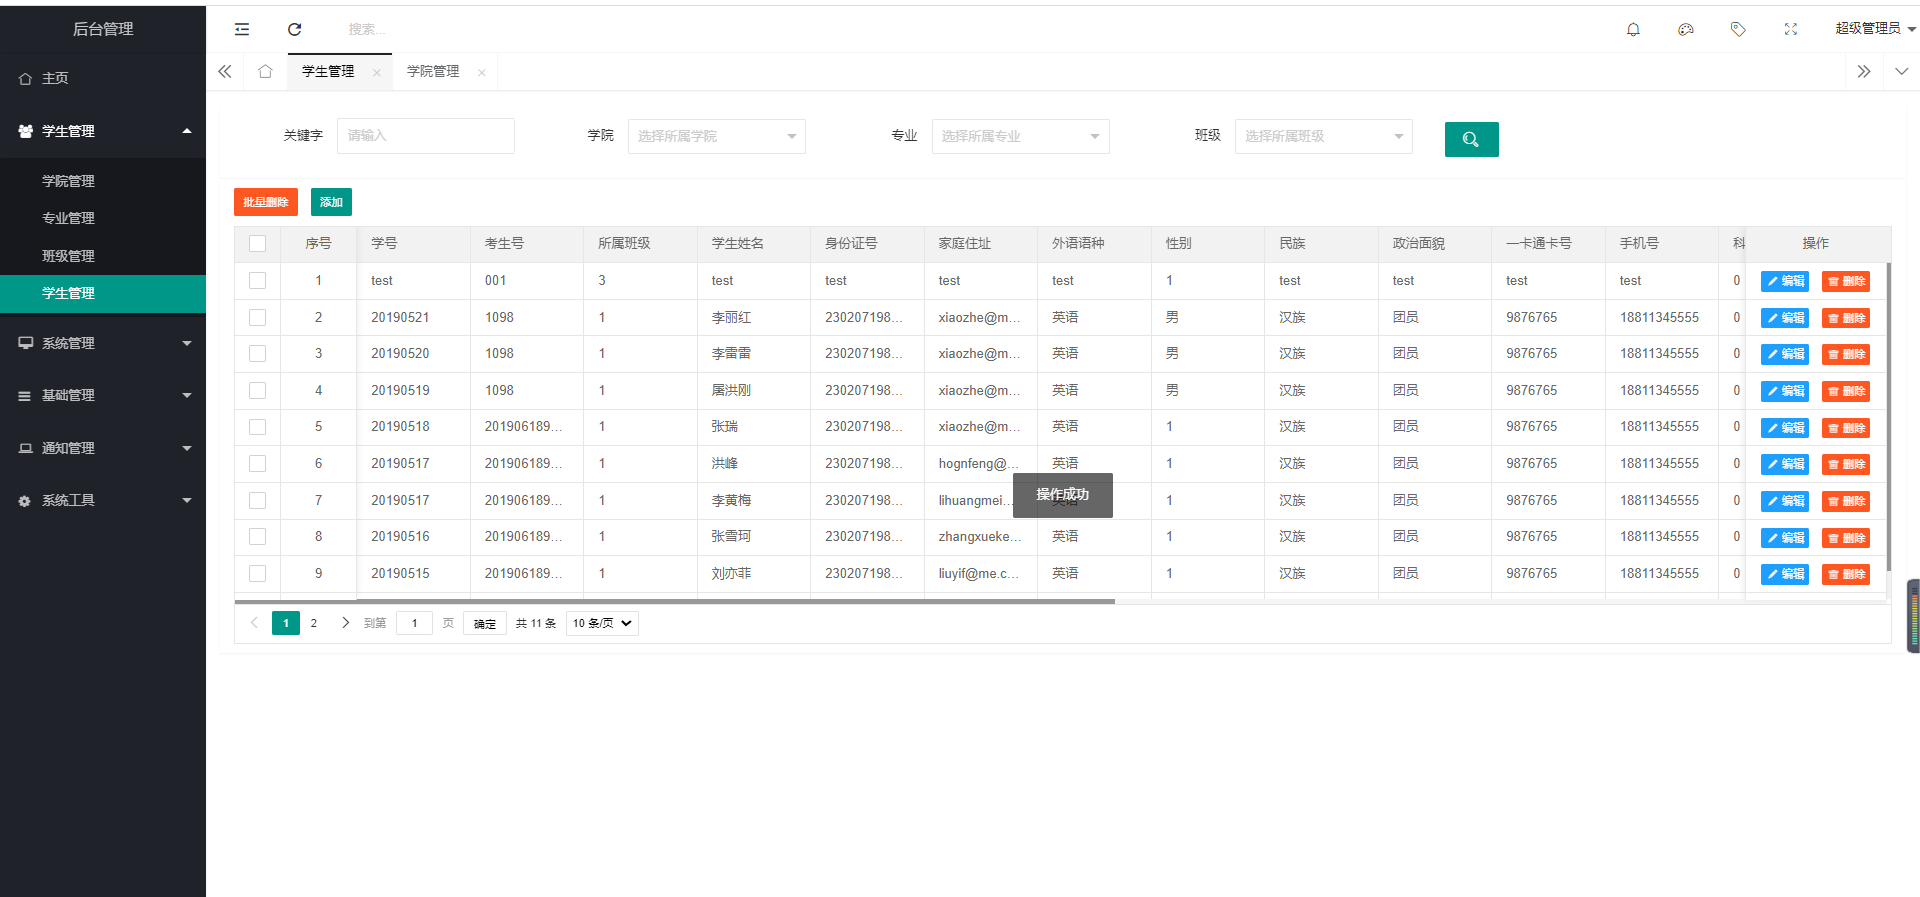 后台管理
搜索...
超级管理员
主页
学生管理
学院管理
专业管理
班级管理
学生管理
系统管理
基础管理
通知管理
系统工具
学生管理 学院管理
关键字 请输入 学院 选择所属学院 专业 选择所属专业 班级 选择所属班级
批量删除 添加
序号 学号 考生号 所属班级 学生姓名 身份证号 家庭住址 外语语种 性别 民族 政治面貌 一卡通卡号 手机号 科 操作
1 test 001 3 test test test test 1 test test test test 0 编辑 删除
2 20190521 1098 1 李丽红 230207198... xiaozhe@m... 英语 男 汉族 团员 9876765 18811345555 0 编辑 删除
3 20190520 1098 1 李雷雷 230207198... xiaozhe@m... 英语 男 汉族 团员 9876765 18811345555 0 编辑 删除
4 20190519 1098 1 屠洪刚 230207198... xiaozhe@m... 英语 男 汉族 团员 9876765 18811345555 0 编辑 删除
5 20190518 201906189... 1 张瑞 230207198... xiaozhe@m... 英语 1 汉族 团员 9876765 18811345555 0 编辑 删除
6 20190517 201906189... 1 洪峰 230207198... hognfeng@... 英语 1 汉族 团员 9876765 18811345555 0 编辑 删除
7 20190517 201906189... 1 李黄梅 230207198... lihuangmei... 英语 1 汉族 团员 9876765 18811345555 0 编辑 删除
操作成功
8 20190516 201906189... 1 张雪珂 230207198... zhangxueke... 英语 1 汉族 团员 9876765 18811345555 0 编辑 删除
9 20190515 201906189... 1 刘亦菲 230207198... liuyif@me.c... 英语 1 汉族 团员 9876765 18811345555 0 编辑 删除
1 2 到第 1 页 确定 共 11 条 10 条/页